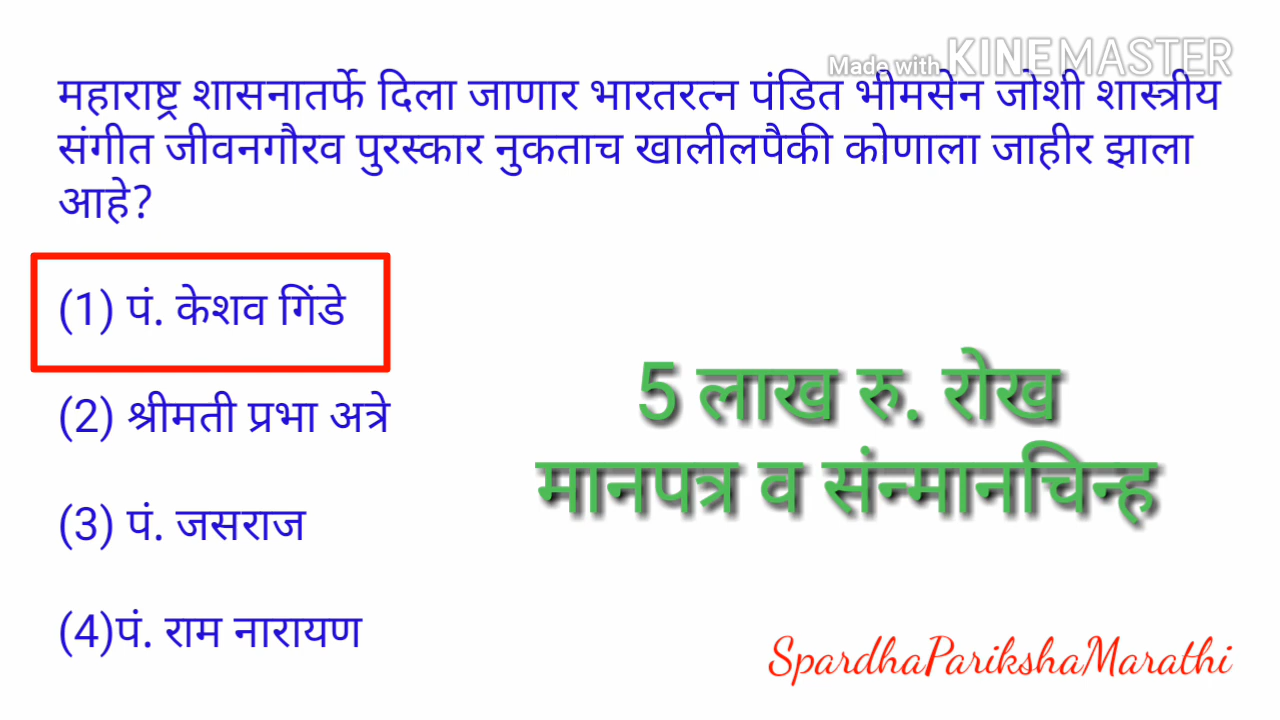 Made with KINEMASTER
महाराष्ट्र शासनातर्फे दिला जाणार भारतरत्न पंडित भीमसेन जोशी शास्त्रीय
संगीत जीवनगौरव पुरस्कार नुकताच खालीलपैकी कोणाला जाहीर झाला
आहे?
(1) पं. केशव गिंडे
(2) श्रीमती प्रभा अत्रे
(3) पं. जसराज
(4)पं. राम नारायण
5 लाख रु. रोख
मानपत्र व संन्मानचिन्ह
SpardhaParikshaMarathi